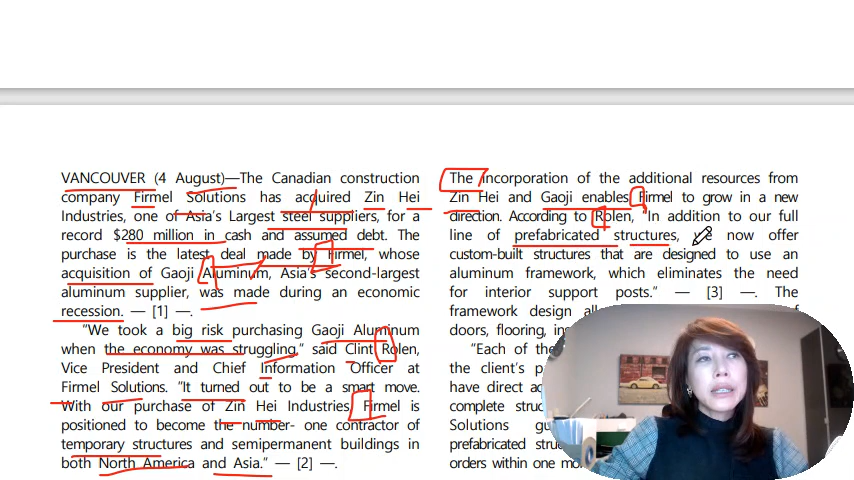 VANCOUVER (4 August)—The Canadian construction
company Firmel Solutions has acquired Zin Hei
Industries, one of Asia's Largest steel suppliers, for a
record $280 million in cash and assumed debt. The
purchase is the latest deal made by Firmel, whose
acquisition of Gaoji Aluminum, Asia's second-largest
aluminum supplier, was made during an economic
recession. — [1] —.
"We took a big risk purchasing Gaoji Aluminum
when the economy was struggling," said Clint Rolen,
Vice President and Chief Information Officer at
Firmel Solutions. "It turned out to be a smart move.
With our purchase of Zin Hei Industries, Firmel is
positioned to become the number- one contractor of
temporary structures and semipermanent buildings in
both North America and Asia." — [2] —.
The incorporation of the additional resources from
Zin Hei and Gaoji enables Firmel to grow in a new
direction. According to Rolen, "In addition to our full
line of prefabricated structures, now offer
custom-built structures that are designed to use an
aluminum framework, which eliminates the need
for interior support posts." — [3] —. The
framework design of
doors, flooring,
"Each of the
the client's
have direct
complete
Solutions
prefabricated
orders within one